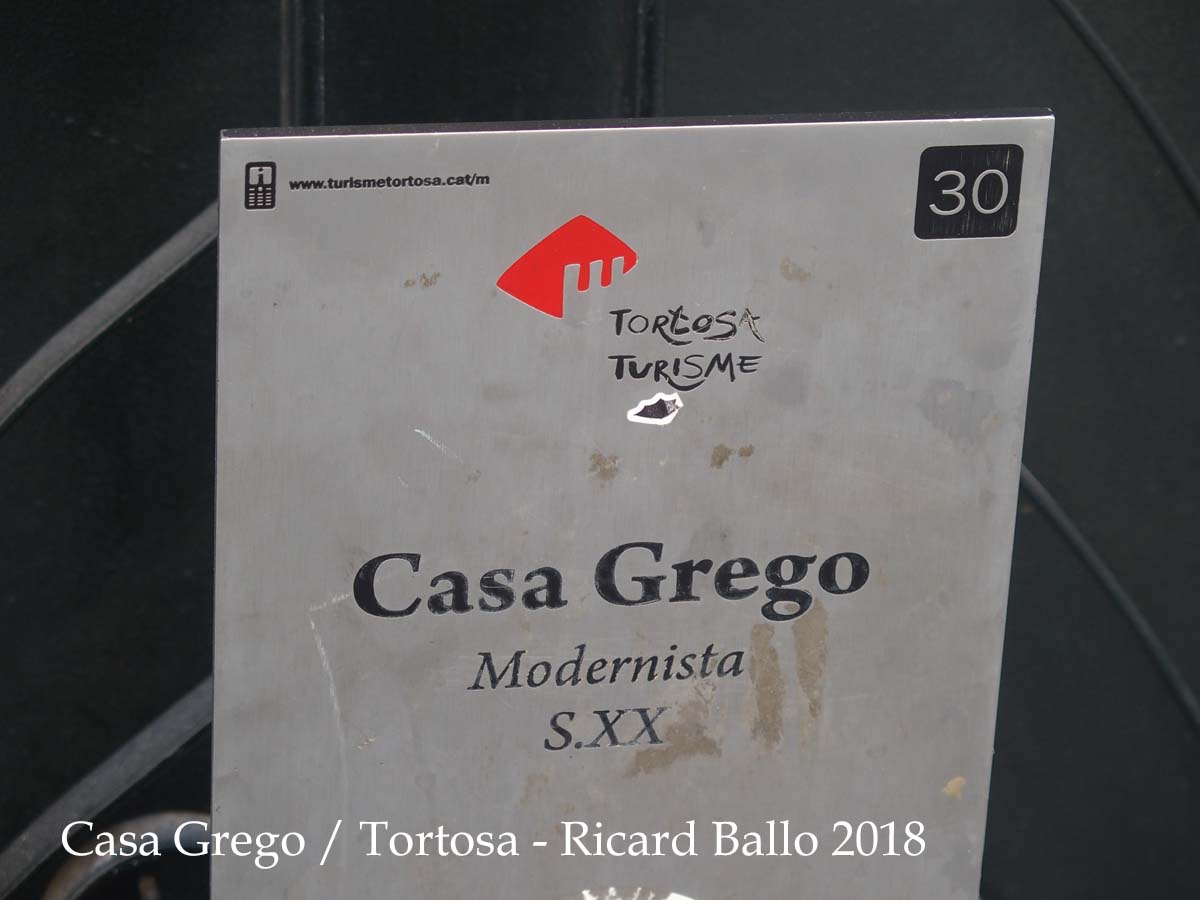 www.turismetortosa.cat/m
30
TORTOSA
TURISME
Casa Grego
Modernista
S.XX
Casa Grego / Tortosa - Ricard Ballo 2018